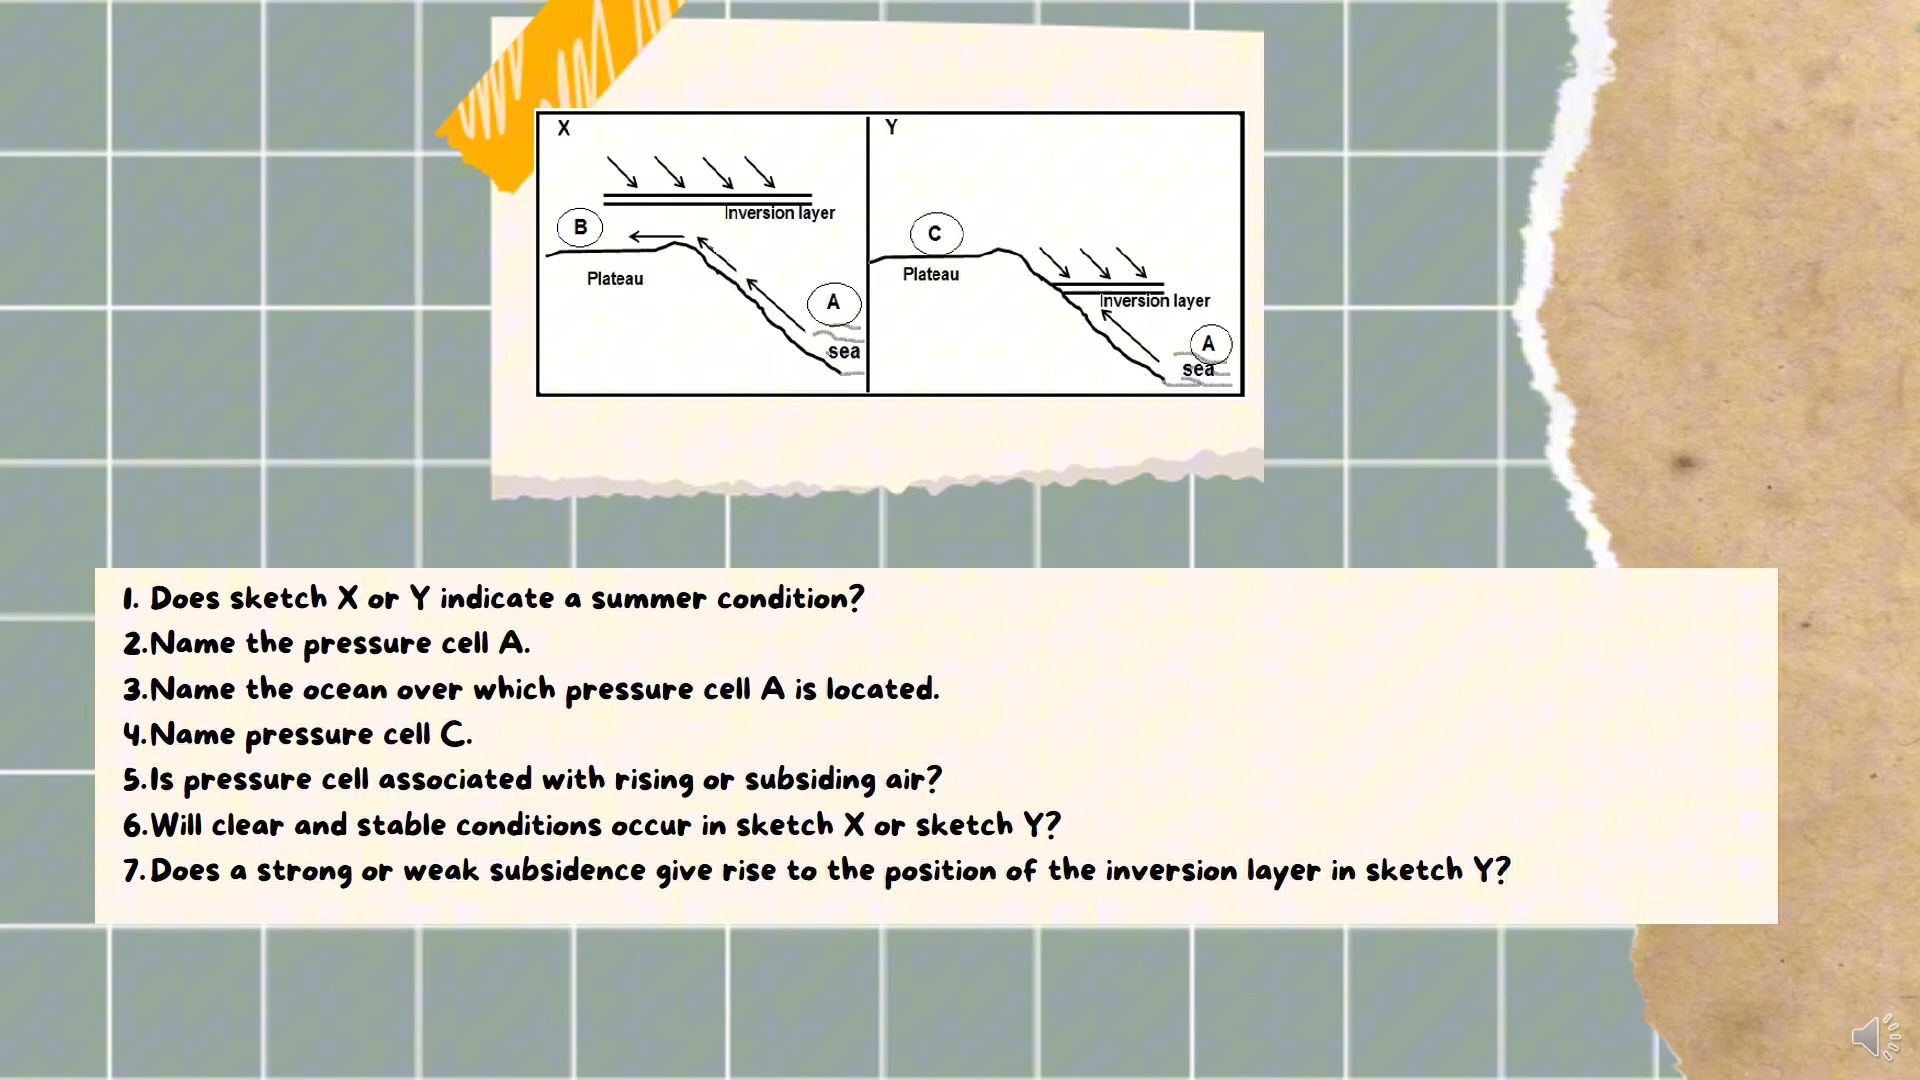 X
Y
Inversion layer
B
C
Plateau
Plateau
Inversion layer
A
A
sea
sea
1. Does sketch X or Y indicate a summer condition?
2.Name the pressure cell A.
3.Name the ocean over which pressure cell A is located.
4.Name pressure cell C.
5.Is pressure cell associated with rising or subsiding air?
6.Will clear and stable conditions occur in sketch X or sketch Y?
7.Does a strong or weak subsidence give rise to the position of the inversion layer in sketch Y?